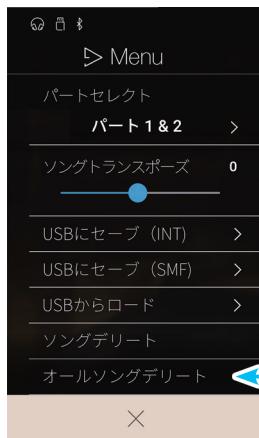 Menu
パートセレクト
パート 1 & 2
ソングトランスポーズ 0
USBにセーブ（INT)
USBにセーブ（SMF)
USBからロード
ソングデリート
オールソングデリート